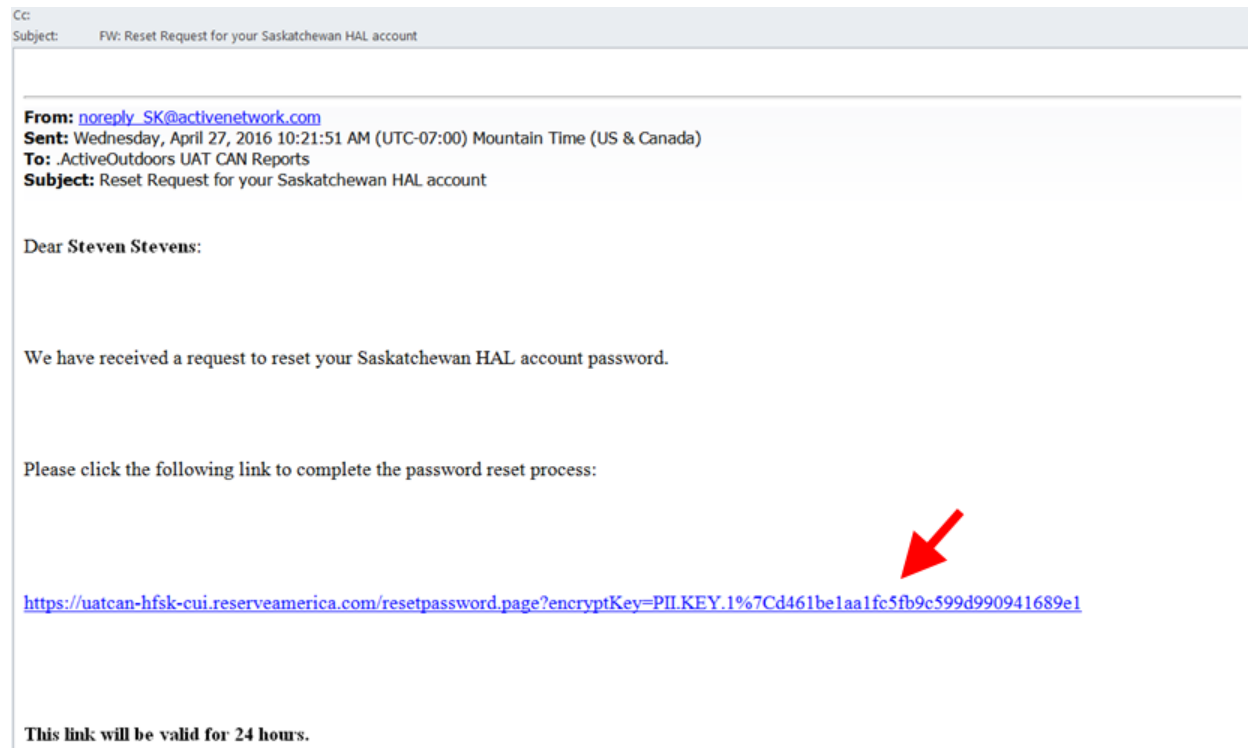 Cc:
Subject: FW: Reset Request for your Saskatchewan HAL account
From: noreply_SK@activenetwork.com
Sent: Wednesday, April 27, 2016 10:21:51 AM (UTC-07:00) Mountain Time (US & Canada)
To: .ActiveOutdoors UAT CAN Reports
Subject: Reset Request for your Saskatchewan HAL account
Dear Steven Stevens:
We have received a request to reset your Saskatchewan HAL account password.
Please click the following link to complete the password reset process:
https://uatcan-hfsk-cui.reserveamerica.com/resetpassword.page?encryptKey=PII.KEY.1%7Cd461be1aa1fc5fb9c599d990941689e1
This link will be valid for 24 hours.